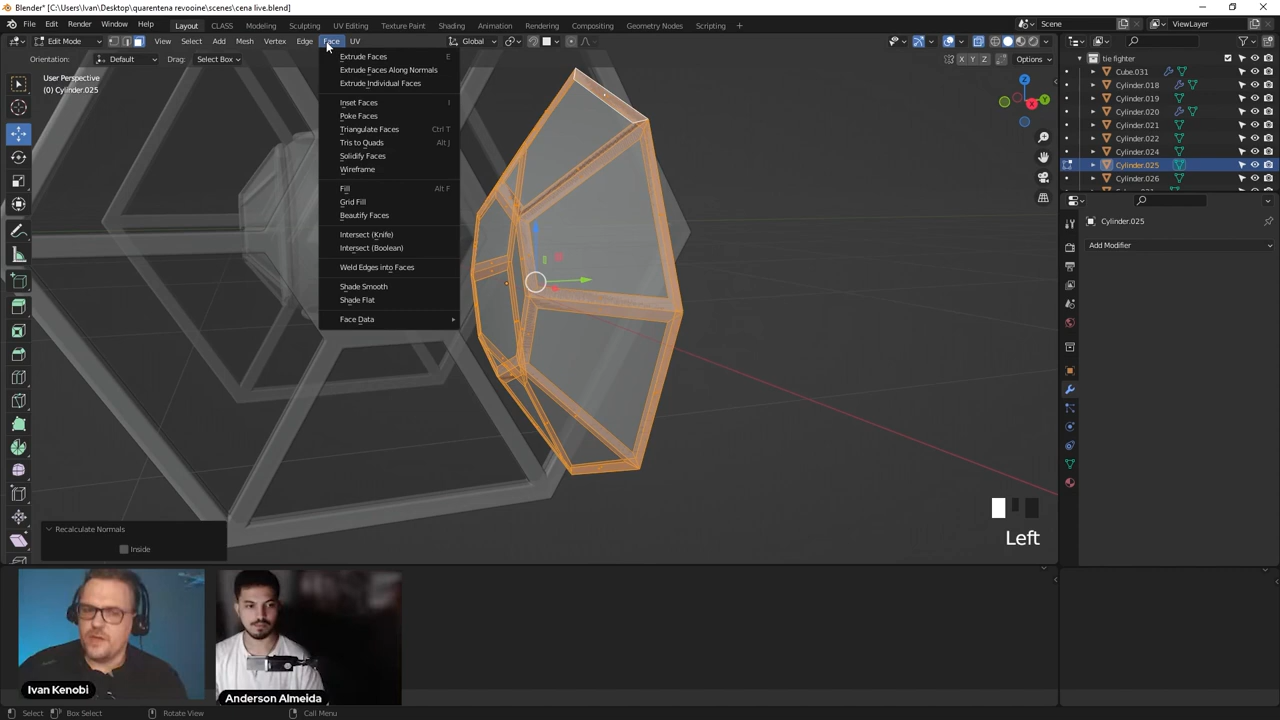 Blender* [C:\Users\Ivan\Desktop\quarentena revooine\scenes\cena live.blend]
File Edit Render Window Help Layout CLASS Modeling Sculpting UV Editing Texture Paint Shading Animation Rendering Compositing Geometry Nodes Scripting + Scene ViewLayer
Edit Mode View Select Add Mesh Vertex Edge Face UV Global
Orientation: Default Drag: Select Box X Y Z Options
User Perspective
(0) Cylinder.025
Extrude Faces E
Extrude Faces Along Normals
Extrude Individual Faces
Inset Faces I
Poke Faces
Triangulate Faces Ctrl T
Tris to Quads Alt J
Solidify Faces
Wireframe
Fill Alt F
Grid Fill
Beautify Faces
Intersect (Knife)
Intersect (Boolean)
Weld Edges into Faces
Shade Smooth
Shade Flat
Face Data
Z
Y
X
tie fighter
Cube.031
Cylinder.018
Cylinder.019
Cylinder.020
Cylinder.021
Cylinder.022
Cylinder.024
Cylinder.025
Cylinder.026
Cylinder.025
Add Modifier
Recalculate Normals
Inside
Left
Ivan Kenobi
Anderson Almeida
Select Box Select Rotate View Call Menu